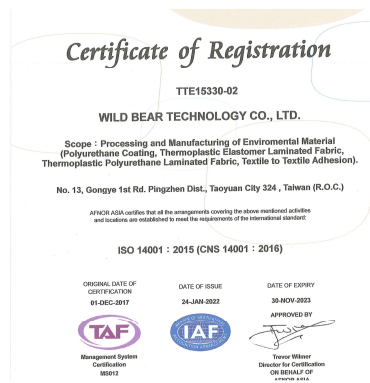 Certificate of Registration
TTE15330-02
WILD BEAR TECHNOLOGY CO., LTD.
Scope : Processing and Manufacturing of Enviromental Material
(Polyurethane Coating, Thermoplastic Elastomer Laminated Fabric,
Thermoplastic Polyurethane Laminated Fabric, Textile to Textile Adhesion).
No. 13, Gongye 1st Rd. Pingzhen Dist., Taoyuan City 324 , Taiwan (R.O.C.)
AFNOR ASIA certifies that all the arrangements covering the above mentioned activities
and locations are established to meet the requirements of the international standard:
ISO 14001 : 2015 (CNS 14001 : 2016)
ORIGINAL DATE OF
CERTIFICATION
01-DEC-2017
DATE OF ISSUE
24-JAN-2022
DATE OF EXPIRY
30-NOV-2023
APPROVED BY
TAF
Management System
Certification
MS012
IAF
Trevor Wilmer
Director for Certification
ON BEHALF OF
AFNOR ASIA